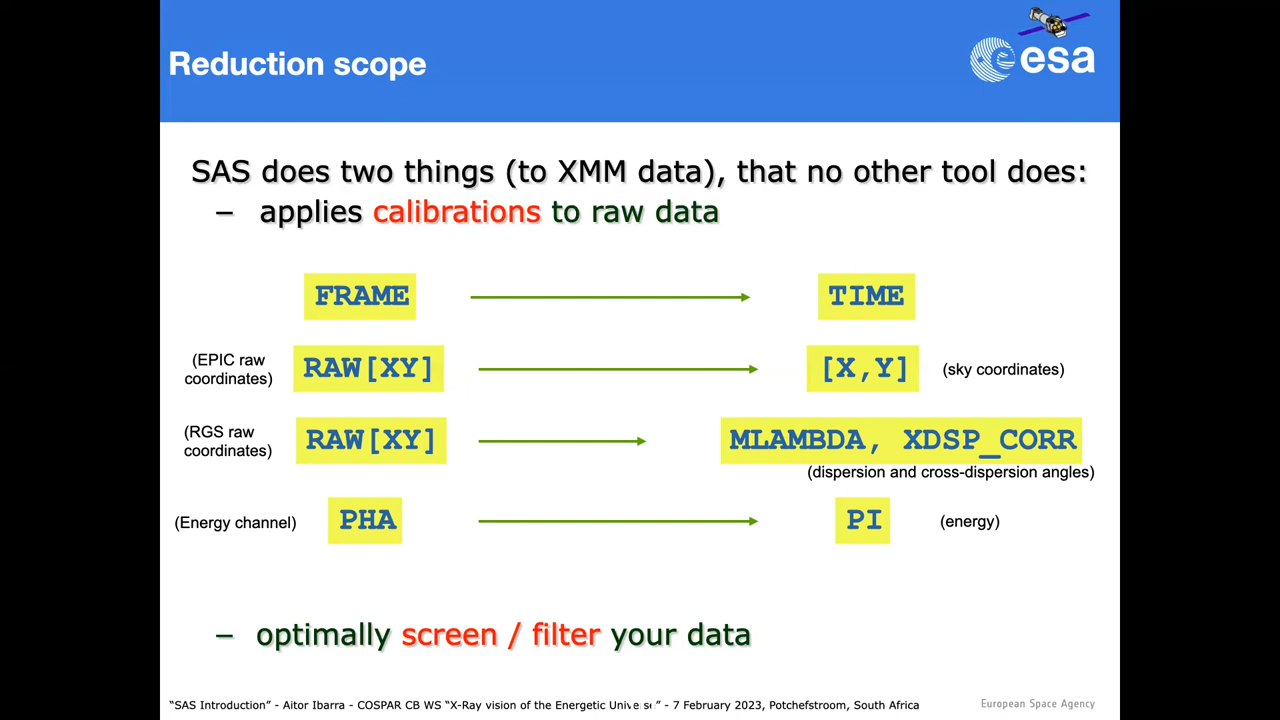 Reduction scope
esa
SAS does two things (to XMM data), that no other tool does:
– applies calibrations to raw data
FRAME TIME
(EPIC raw
coordinates)
RAW[XY] [X,Y] (sky coordinates)
(RGS raw
coordinates)
RAW[XY] MLAMBDA, XDSP_CORR
(dispersion and cross-dispersion angles)
(Energy channel) PHA PI (energy)
– optimally screen / filter your data
“SAS Introduction” - Aitor Ibarra - COSPAR CB WS “X-Ray vision of the Energetic Universe” - 7 February 2023, Potchefstroom, South Africa
European Space Agency